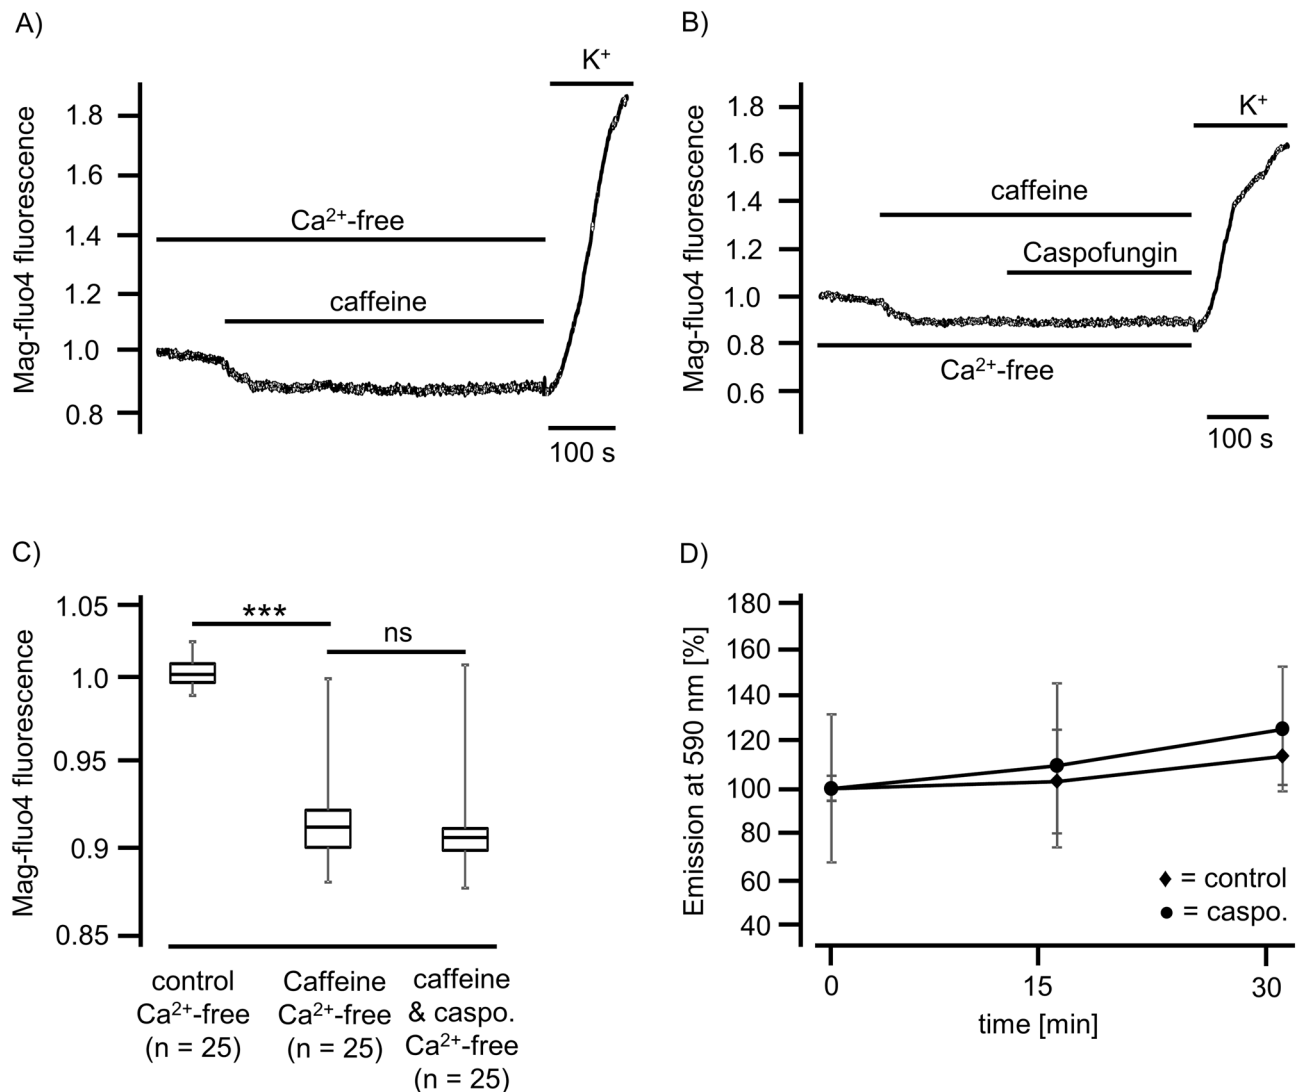 A)
K⁺
Mag-fluo4 fluorescence
1.8
1.6
1.4
1.2
1.0
0.8
Ca²⁺-free
caffeine
100 s
B)
K⁺
Mag-fluo4 fluorescence
1.8
1.6
1.4
1.2
1.0
0.8
0.6
caffeine
Caspofungin
Ca²⁺-free
100 s
C)
Mag-fluo4 fluorescence
1.05
1.0
0.95
0.9
0.85
***
ns
control
Ca²⁺-free
(n = 25)
Caffeine
Ca²⁺-free
(n = 25)
caffeine
& caspo.
Ca²⁺-free
(n = 25)
D)
Emission at 590 nm [%]
180
160
140
120
100
80
60
40
♦ = control
● = caspo.
0
15
30
time [min]